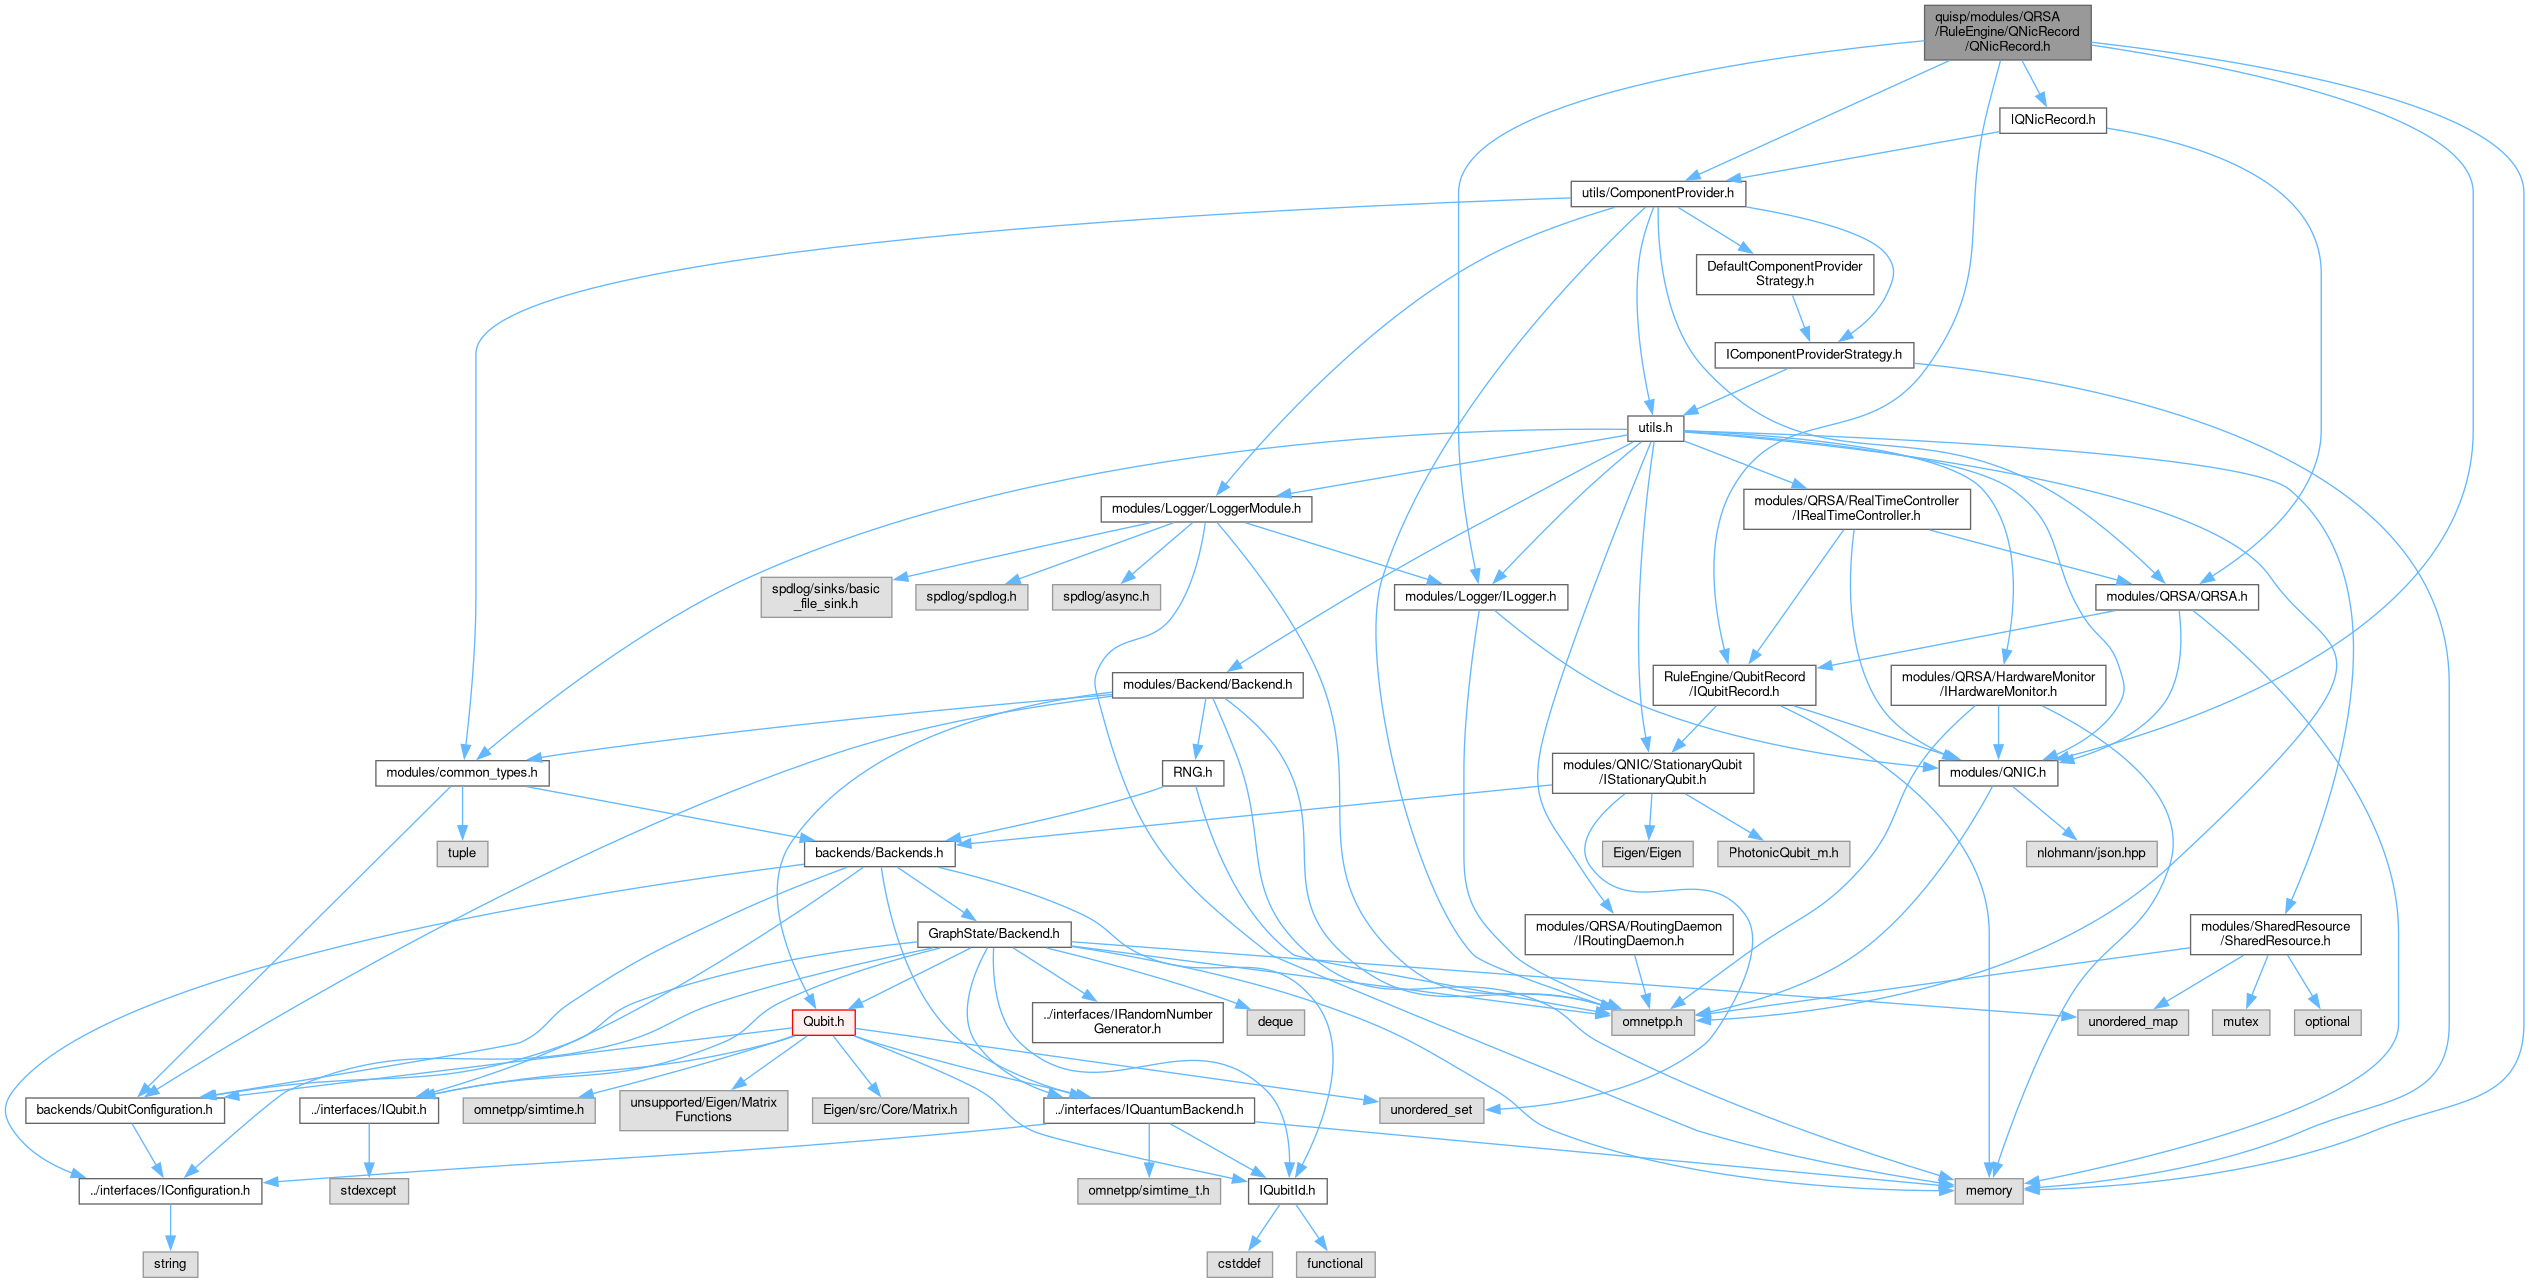 quisp/modules/QRSA
/RuleEngine/QNicRecord
/QNicRecord.h
IQNicRecord.h
utils/ComponentProvider.h
DefaultComponentProvider
Strategy.h
IComponentProviderStrategy.h
utils.h
modules/Logger/LoggerModule.h
modules/QRSA/RealTimeController
/IRealTimeController.h
spdlog/sinks/basic
_file_sink.h
spdlog/spdlog.h
spdlog/async.h
modules/Logger/ILogger.h
modules/QRSA/QRSA.h
modules/Backend/Backend.h
RuleEngine/QubitRecord
/IQubitRecord.h
modules/QRSA/HardwareMonitor
/IHardwareMonitor.h
modules/common_types.h
RNG.h
modules/QNIC/StationaryQubit
/IStationaryQubit.h
modules/QNIC.h
tuple
backends/Backends.h
Eigen/Eigen
PhotonicQubit_m.h
nlohmann/json.hpp
GraphState/Backend.h
modules/QRSA/RoutingDaemon
/IRoutingDaemon.h
modules/SharedResource
/SharedResource.h
Qubit.h
../interfaces/IRandomNumber
Generator.h
deque
omnetpp.h
unordered_map
mutex
optional
backends/QubitConfiguration.h
../interfaces/IQubit.h
omnetpp/simtime.h
unsupported/Eigen/Matrix
Functions
Eigen/src/Core/Matrix.h
../interfaces/IQuantumBackend.h
unordered_set
../interfaces/IConfiguration.h
stdexcept
omnetpp/simtime_t.h
IQubitId.h
memory
string
cstddef
functional